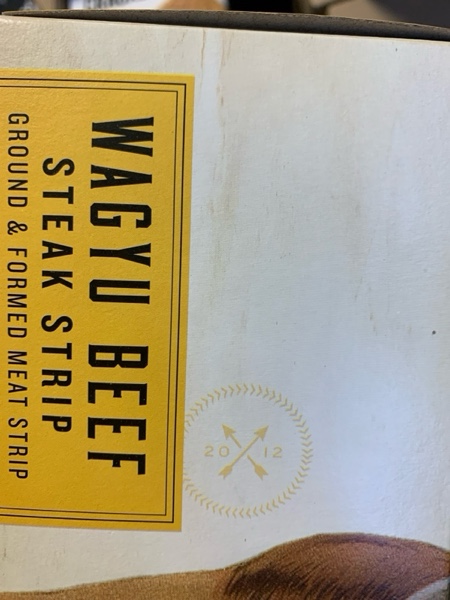 WAGYU BEEF
STEAK STRIP
GROUND & FORMED MEAT STRIP
20 12